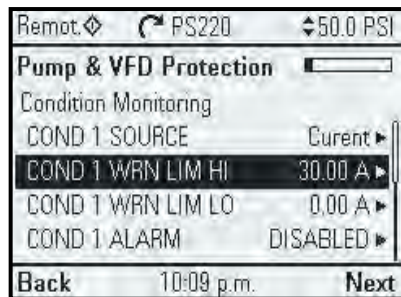 Remot. PS220 50.0 PSI
Pump & VFD Protection
Condition Monitoring
COND 1 SOURCE Curent
COND 1 WRN LIM HI 30.00 A
COND 1 WRN LIM LO 0.00 A
COND 1 ALARM DISABLED
Back 10:09 p.m. Next